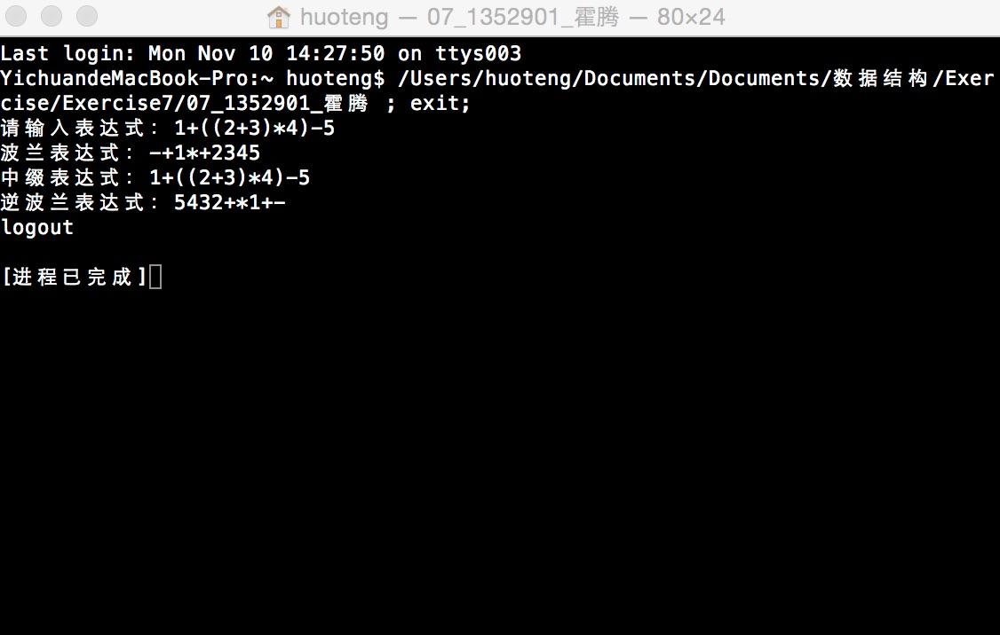 huoteng — 07_1352901_霍腾 — 80×24
Last login: Mon Nov 10 14:27:50 on ttys003
YichuandeMacBook-Pro:~ huoteng$ /Users/huoteng/Documents/Documents/数据结构/Exer
cise/Exercise7/07_1352901_霍腾 ; exit;
请输入表达式：1+((2+3)*4)-5
波兰表达式：-+1*+2345
中缀表达式：1+((2+3)*4)-5
逆波兰表达式：5432+*1+-
logout
[进程已完成]